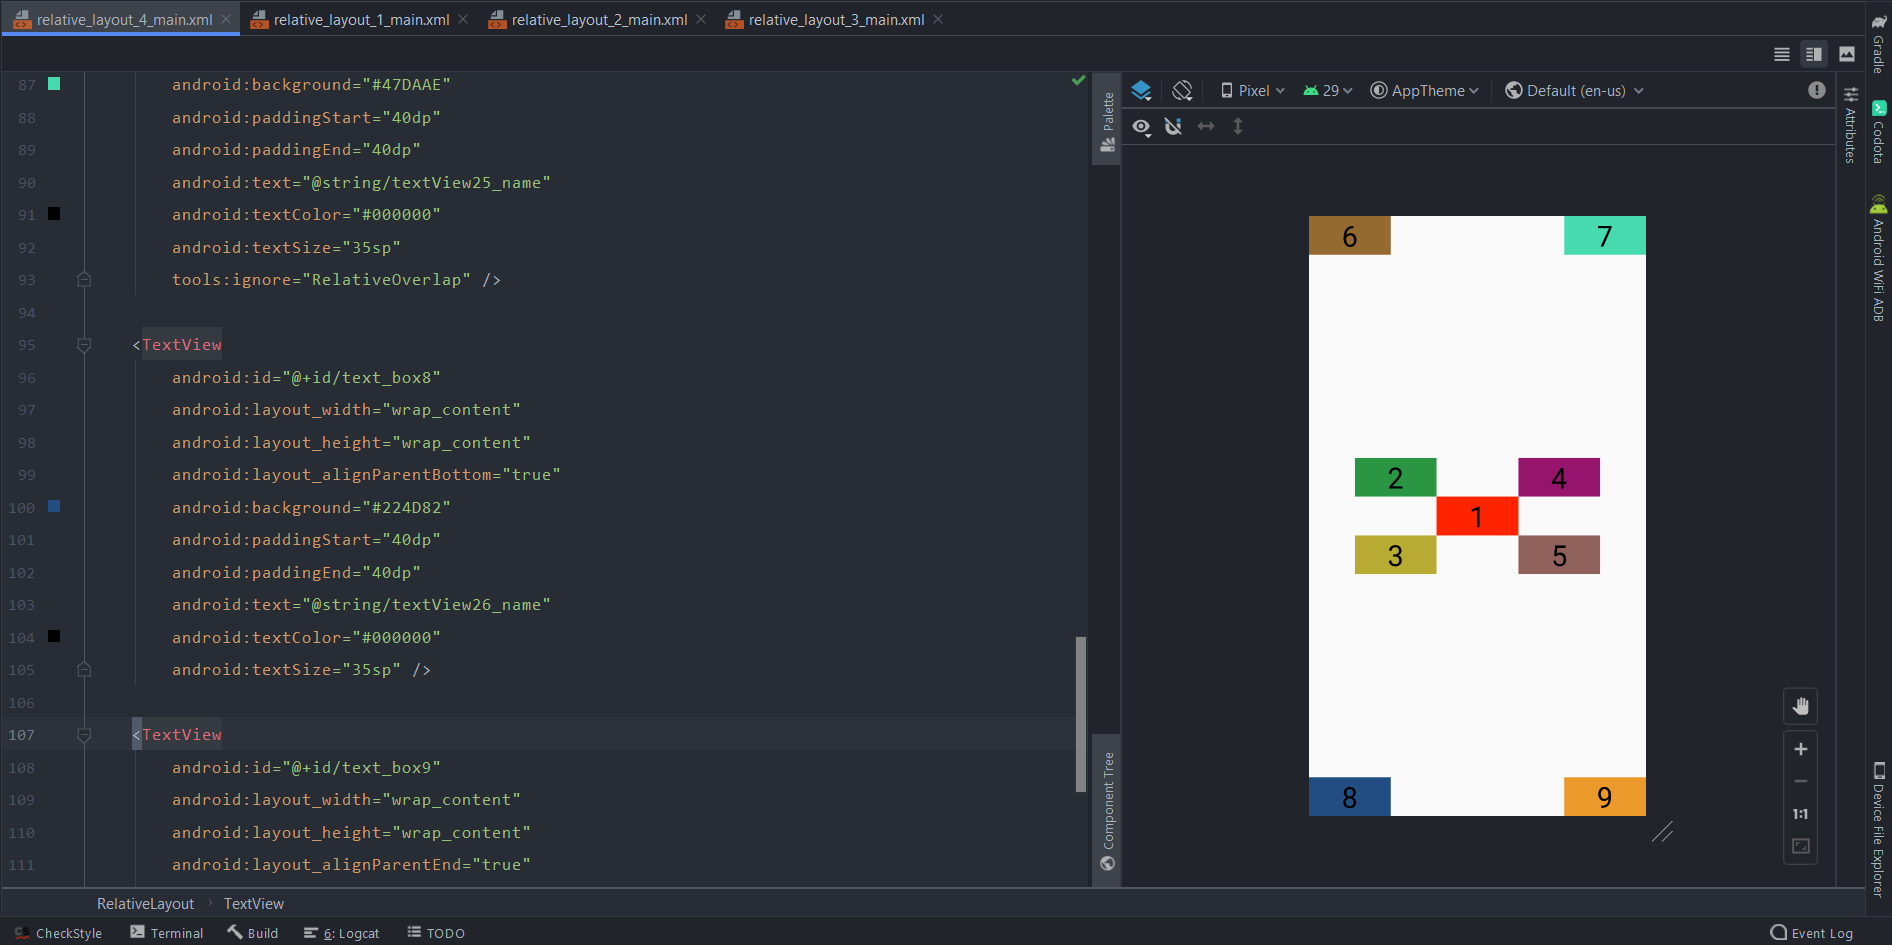 relative_layout_4_main.xml relative_layout_1_main.xml relative_layout_2_main.xml relative_layout_3_main.xml
87 android:background="#47DAAE"
88 android:paddingStart="40dp"
89 android:paddingEnd="40dp"
90 android:text="@string/textView25_name"
91 android:textColor="#000000"
92 android:textSize="35sp"
93 tools:ignore="RelativeOverlap" />
94
95 <TextView
96 android:id="@+id/text_box8"
97 android:layout_width="wrap_content"
98 android:layout_height="wrap_content"
99 android:layout_alignParentBottom="true"
100 android:background="#224D82"
101 android:paddingStart="40dp"
102 android:paddingEnd="40dp"
103 android:text="@string/textView26_name"
104 android:textColor="#000000"
105 android:textSize="35sp" />
106
107 <TextView
108 android:id="@+id/text_box9"
109 android:layout_width="wrap_content"
110 android:layout_height="wrap_content"
111 android:layout_alignParentEnd="true"
Palette
Component Tree
Pixel 29 AppTheme Default (en-us)
6 7
2 4
1
3 5
8 9
1:1
Attributes
Gradle
Codota
Android WiFi ADB
Device File Explorer
RelativeLayout TextView
CheckStyle Terminal Build 6: Logcat TODO Event Log